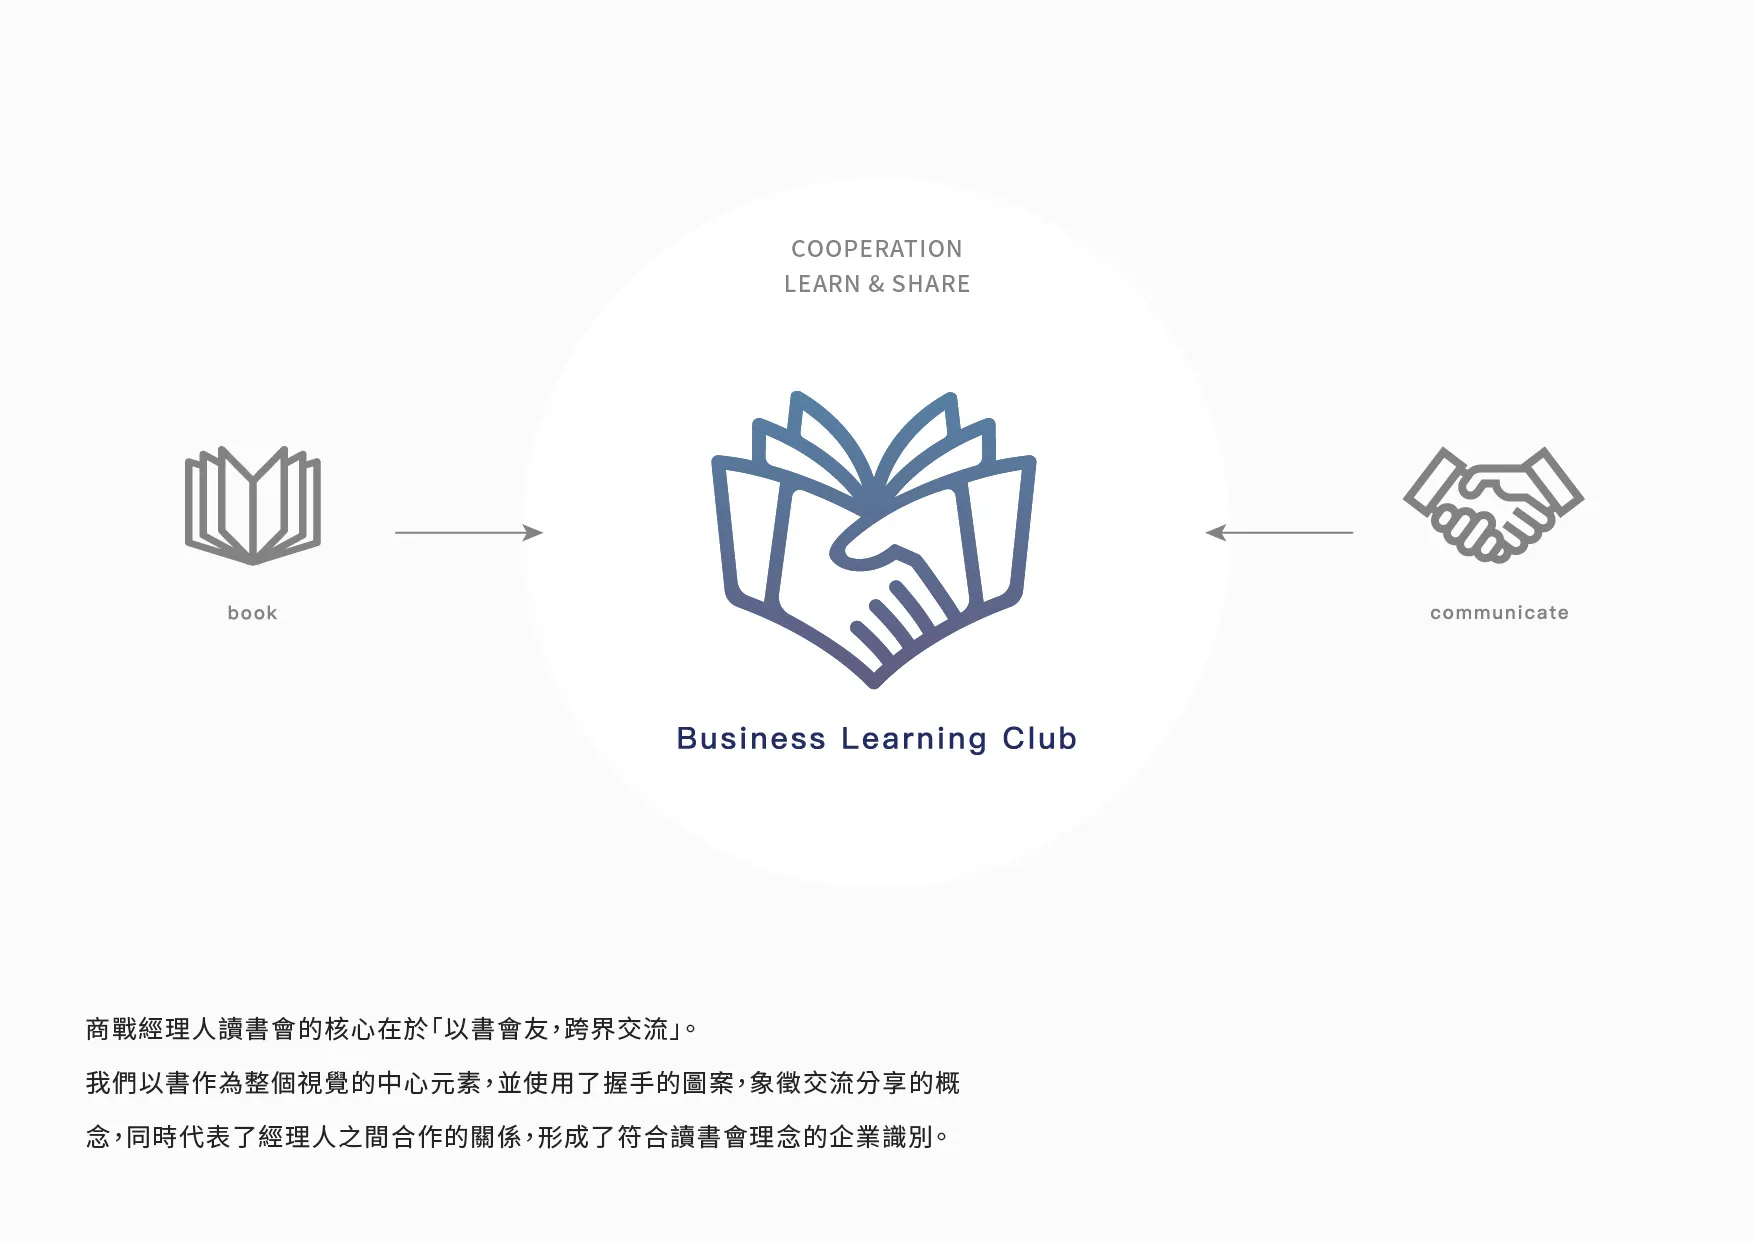 COOPERATION
LEARN & SHARE
book
communicate
Business Learning Club
商戰經理人讀書會的核心在於「以書會友，跨界交流」。
我們以書作為整個視覺的中心元素，並使用了握手的圖案，象徵交流分享的概
念，同時代表了經理人之間合作的關係，形成了符合讀書會理念的企業識別。